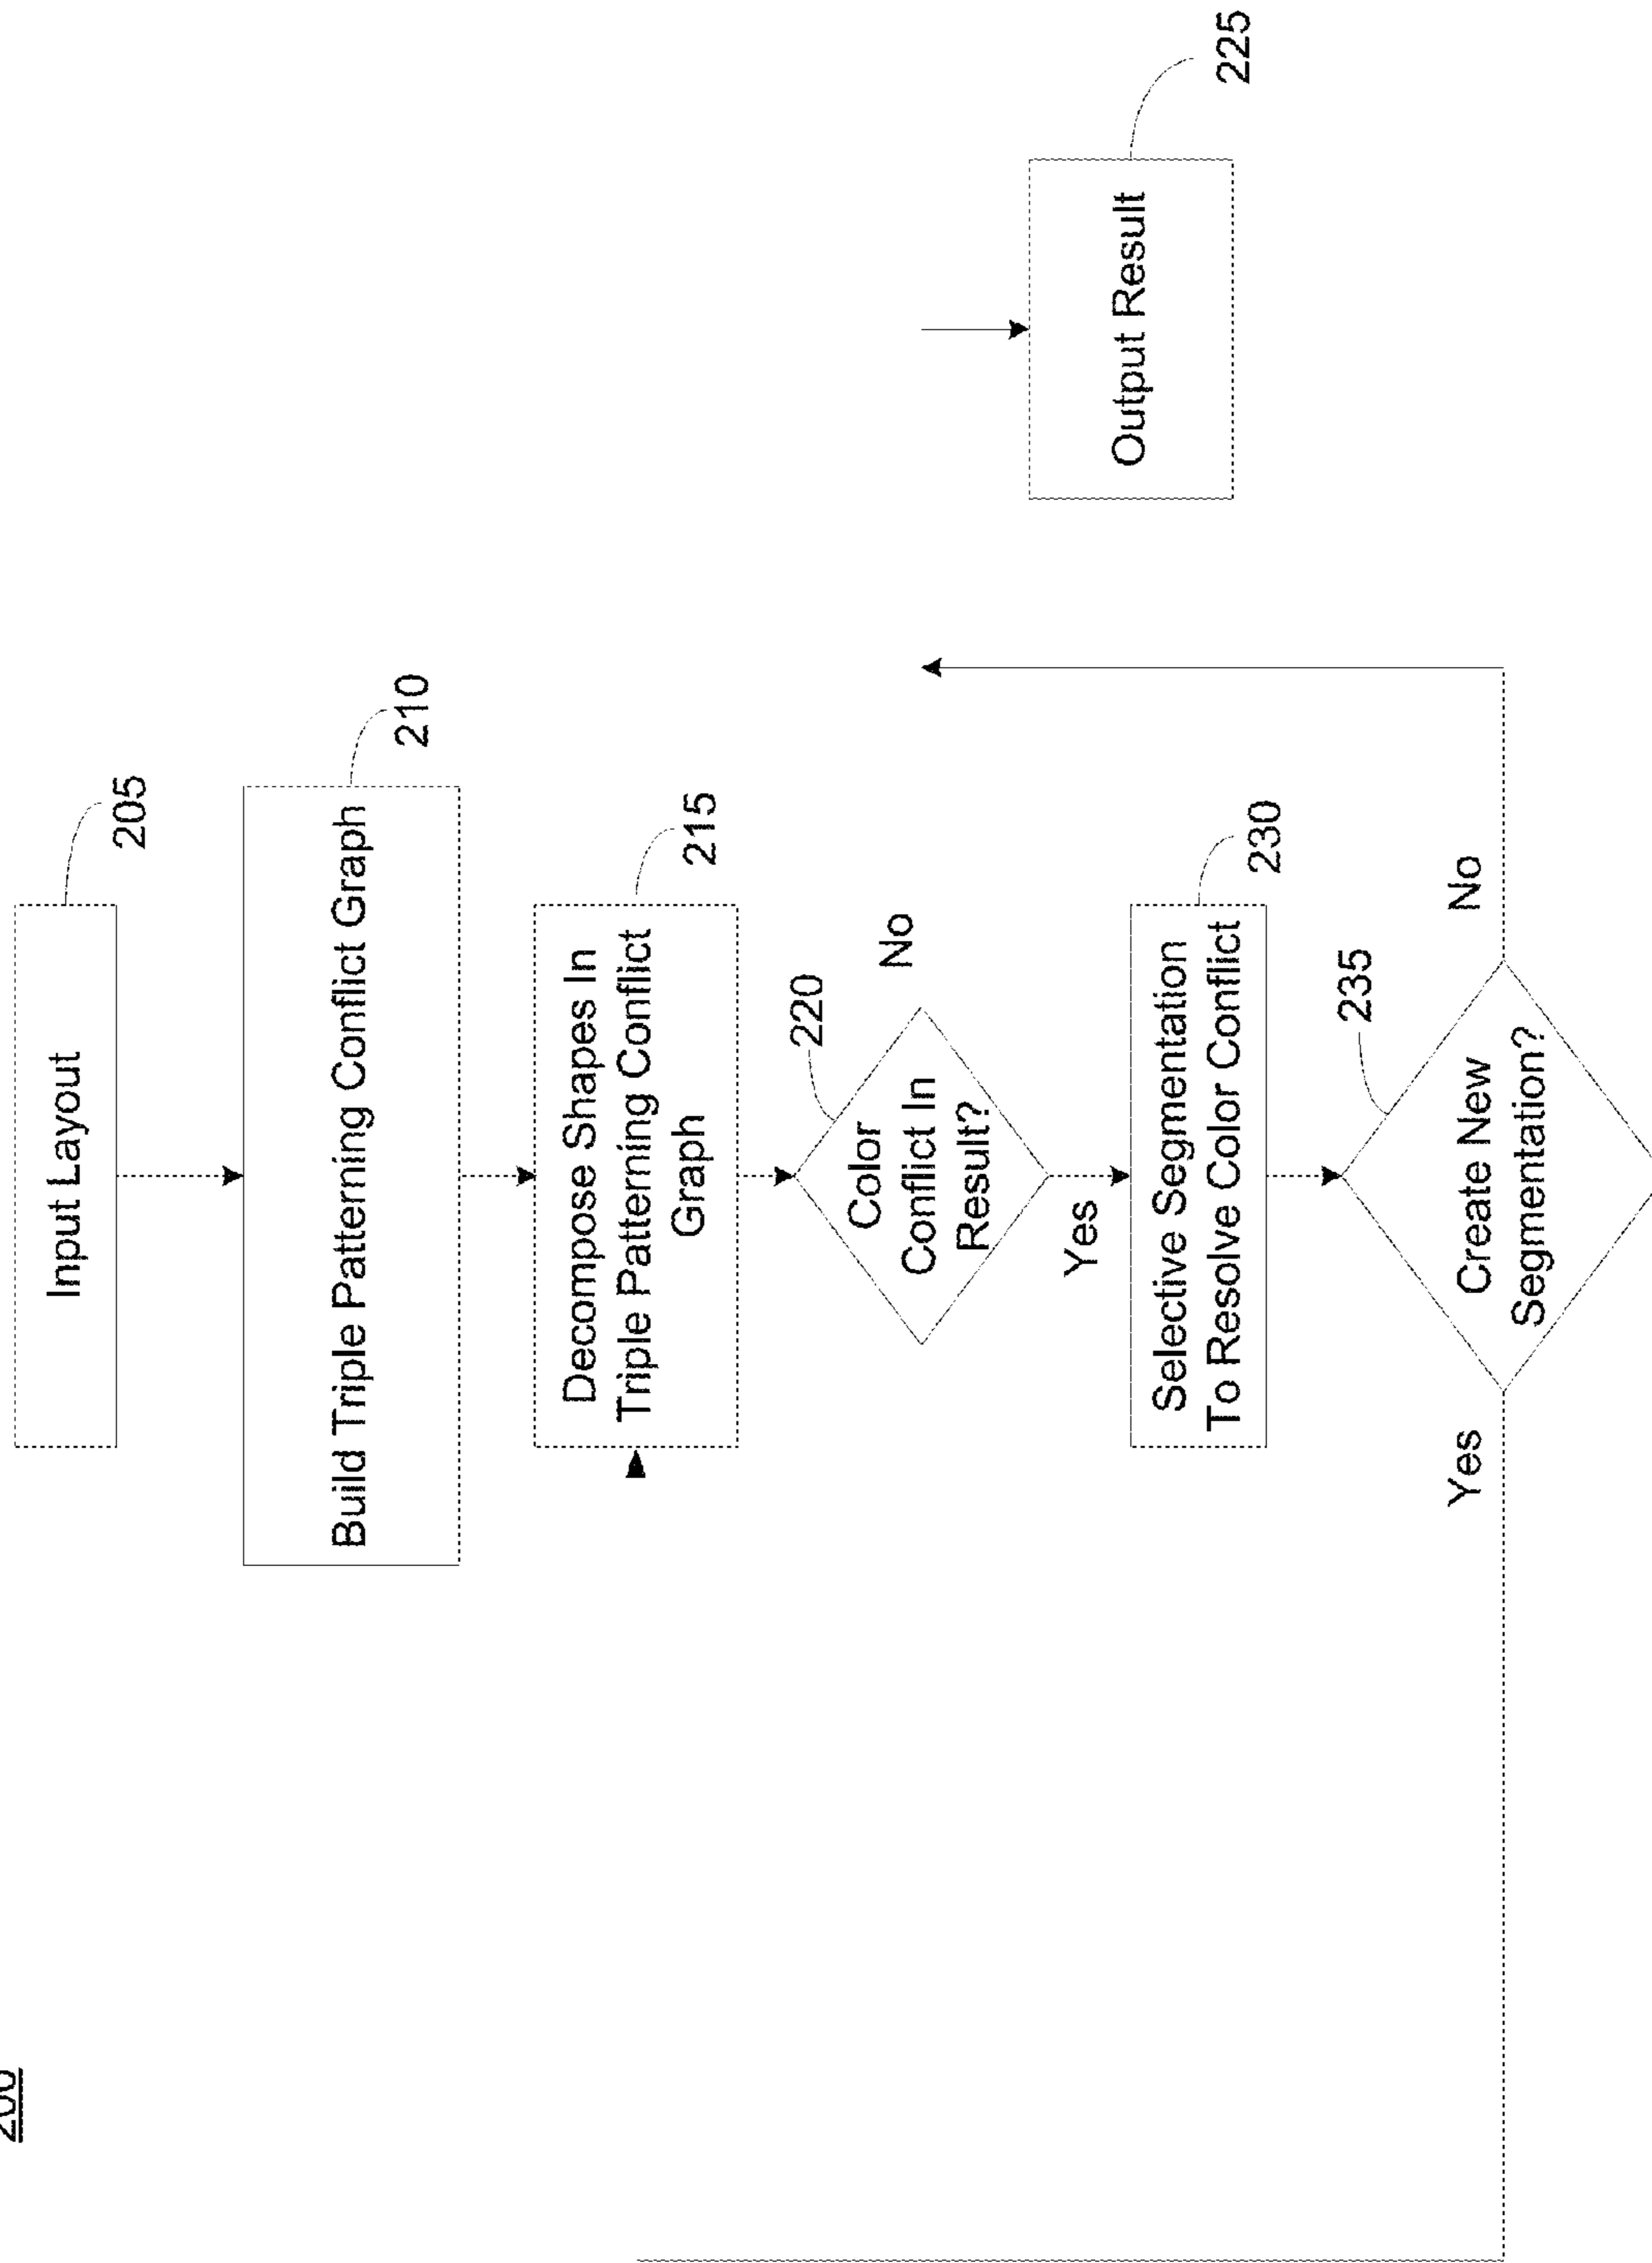 200
Input Layout
205
Build Triple Patterning Conflict Graph
210
Decompose Shapes In
Triple Patterning Conflict
Graph
215
Color
Conflict In
Result?
220
No
Yes
Output Result
225
Selective Segmentation
To Resolve Color Conflict
230
Create New
Segmentation?
235
Yes
No